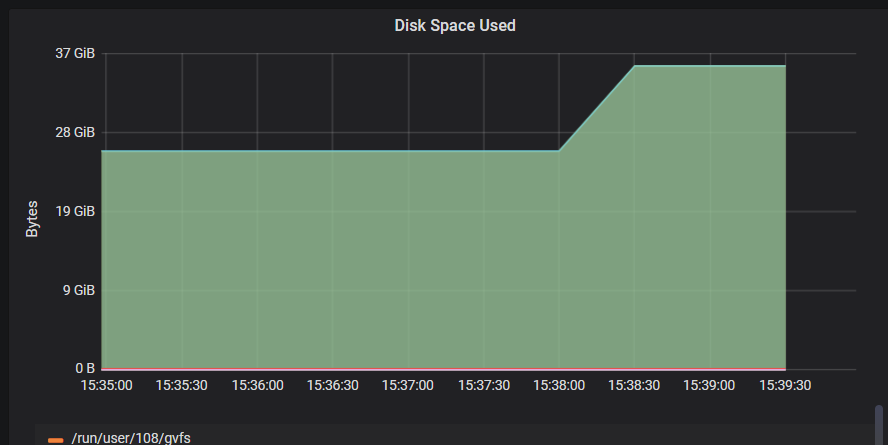 Disk Space Used
37 GiB
28 GiB
19 GiB
9 GiB
0 B
Bytes
15:35:00 15:35:30 15:36:00 15:36:30 15:37:00 15:37:30 15:38:00 15:38:30 15:39:00 15:39:30
/run/user/108/gvfs